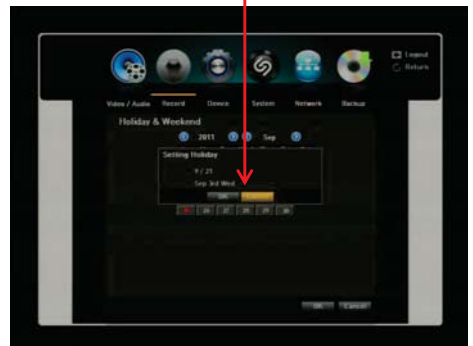 Legend
Return
Video / Audio Record Device System Network Backup
Holiday & Weekend
2011 Sep
Setting Holiday
9 / 21
Sep 3rd Wed
OK
26 27 28 29 30
OK Cancel